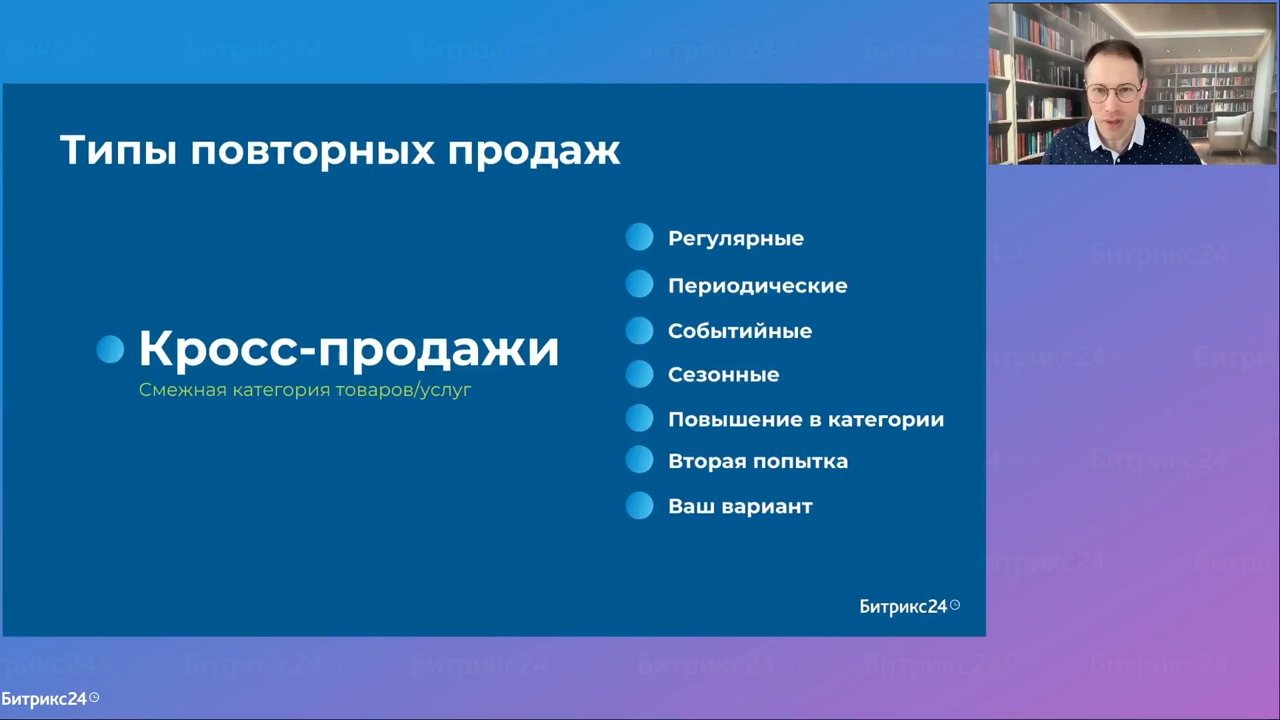 Типы повторных продаж
Кросс-продажи
Смежная категория товаров/услуг
Регулярные
Периодические
Событийные
Сезонные
Повышение в категории
Вторая попытка
Ваш вариант
Битрикс24
Битрикс24